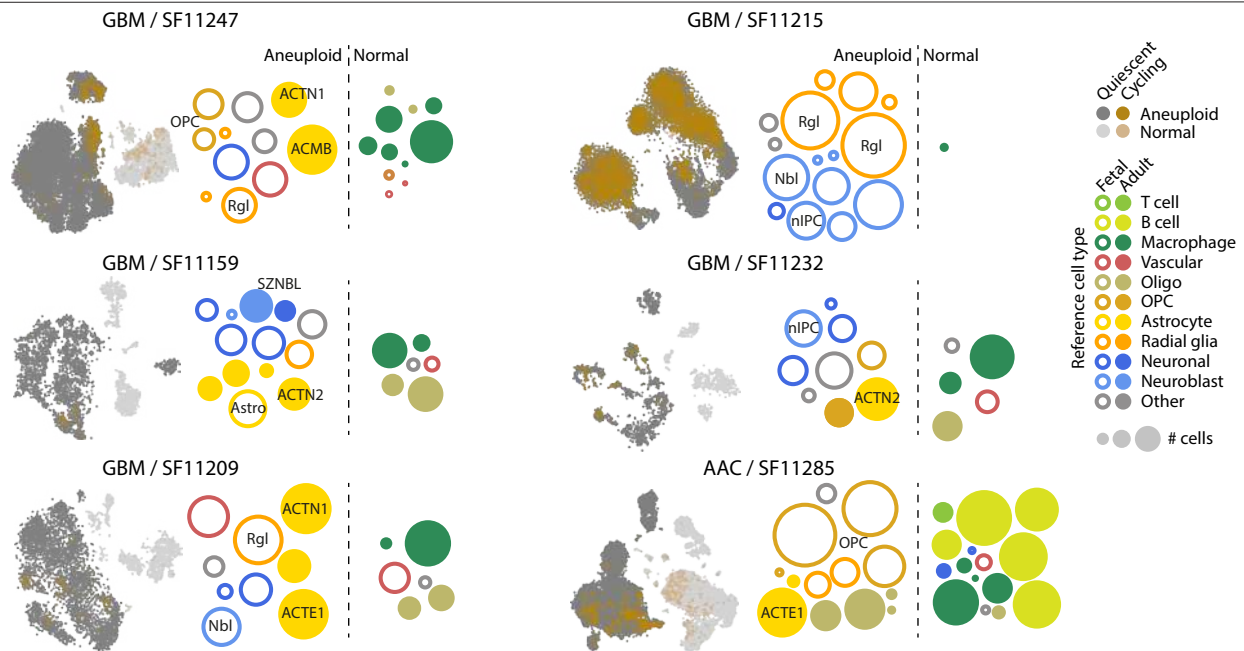 GBM / SF11247
Aneuploid Normal
ACTN1
OPC
ACMB
Rgl
GBM / SF11215
Aneuploid Normal
Rgl
Rgl
Nbl
nIPC
Quiescent
Cycling
Aneuploid
Normal
Fetal
Adult
Reference cell type
T cell
B cell
Macrophage
Vascular
Oligo
OPC
Astrocyte
Radial glia
Neuronal
Neuroblast
Other
# cells
GBM / SF11159
SZNBL
Astro
ACTN2
GBM / SF11232
nIPC
ACTN2
GBM / SF11209
ACTN1
Rgl
ACTE1
Nbl
AAC / SF11285
OPC
ACTE1